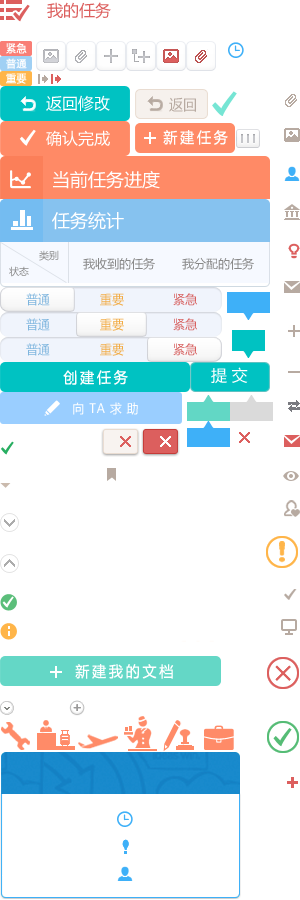 我的任务
紧急
普通
重要
返回修改
返回
确认完成
新建任务
当前任务进度
任务统计
类别
状态
我收到的任务
我分配的任务
普通 重要 紧急
普通 重要 紧急
普通 重要 紧急
创建任务
提交
向TA求助
新建我的文档